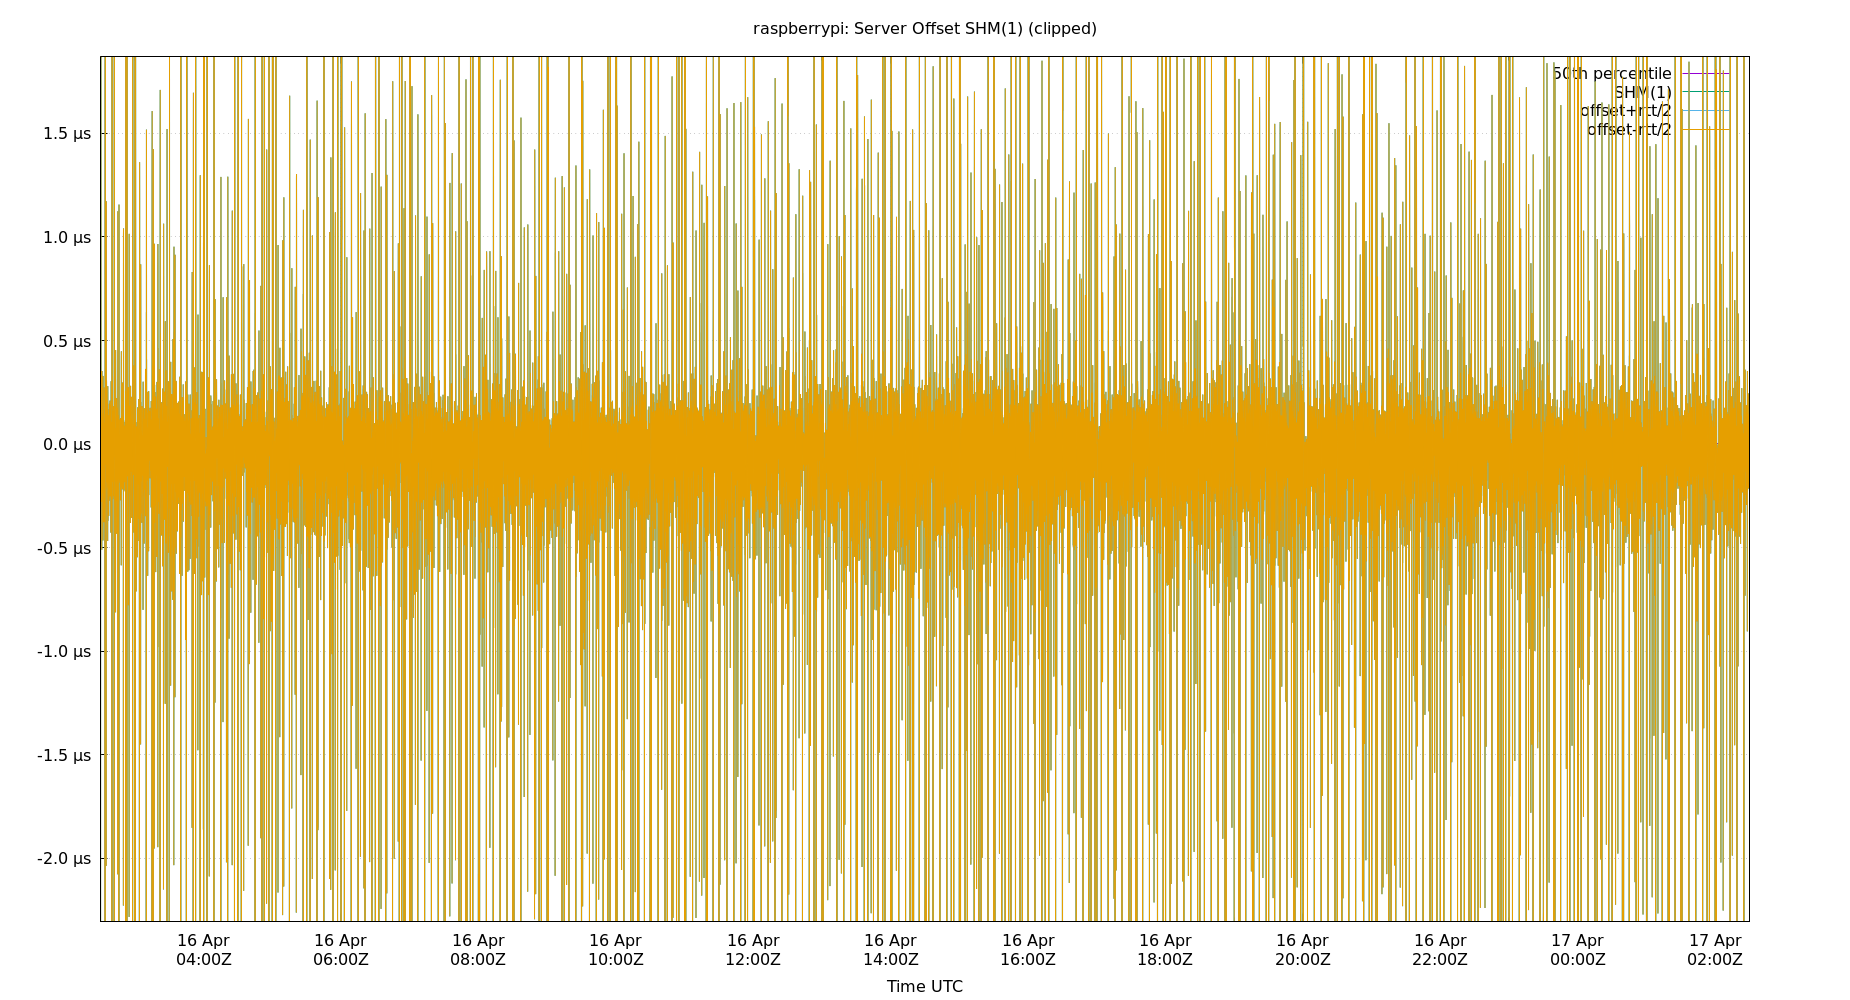 raspberrypi: Server Offset SHM(1) (clipped)
50th percentile
SHM(1)
offset+rtt/2
offset-rtt/2
1.5 µs
1.0 µs
0.5 µs
0.0 µs
-0.5 µs
-1.0 µs
-1.5 µs
-2.0 µs
16 Apr 16 Apr 16 Apr 16 Apr 16 Apr 16 Apr 16 Apr 16 Apr 16 Apr 16 Apr 17 Apr 17 Apr
04:00Z 06:00Z 08:00Z 10:00Z 12:00Z 14:00Z 16:00Z 18:00Z 20:00Z 22:00Z 00:00Z 02:00Z
Time UTC